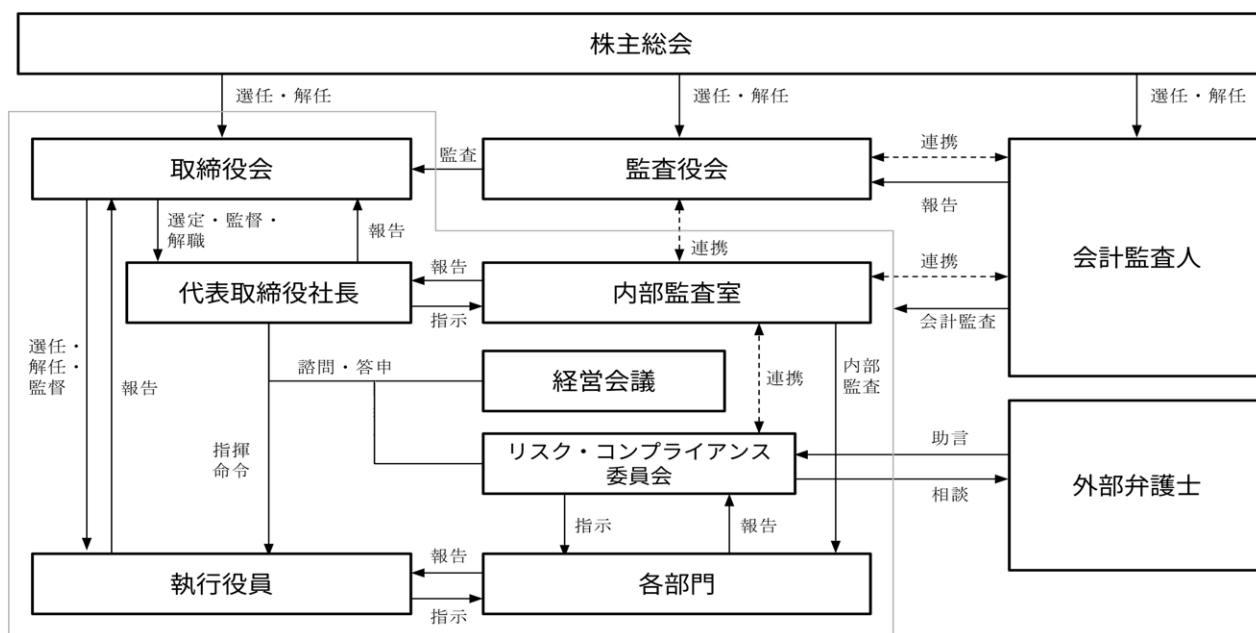 株主総会
選任・解任
選任・解任
選任・解任
取締役会
監査
監査役会
連携
報告
会計監査人
選定・監督・
解職
報告
連携
代表取締役社長
報告
指示
内部監査室
連携
会計監査
選任・
解任・
監督
報告
諮問・答申
経営会議
連携
内部
監査
指揮
命令
リスク・コンプライアンス
委員会
助言
相談
外部弁護士
指示
報告
執行役員
報告
指示
各部門